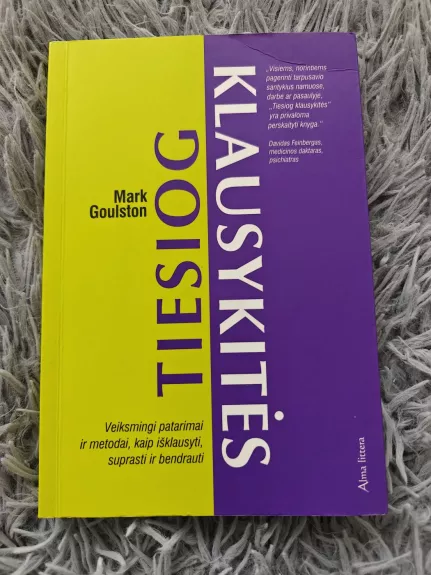 „Visiems, norintiems
pagerinti tarpusavio
santykius namuose,
darbe ar pasaulyje,
„Tiesiog klausykitės“
yra privaloma
perskaityti knyga.“
Davidas Feinbergas,
medicinos daktaras,
psichiatras
Mark
Goulston
TIESIOG
KLAUSYKITĖS
Veiksmingi patarimai
ir metodai, kaip išklausyti,
suprasti ir bendrauti
Alma littera